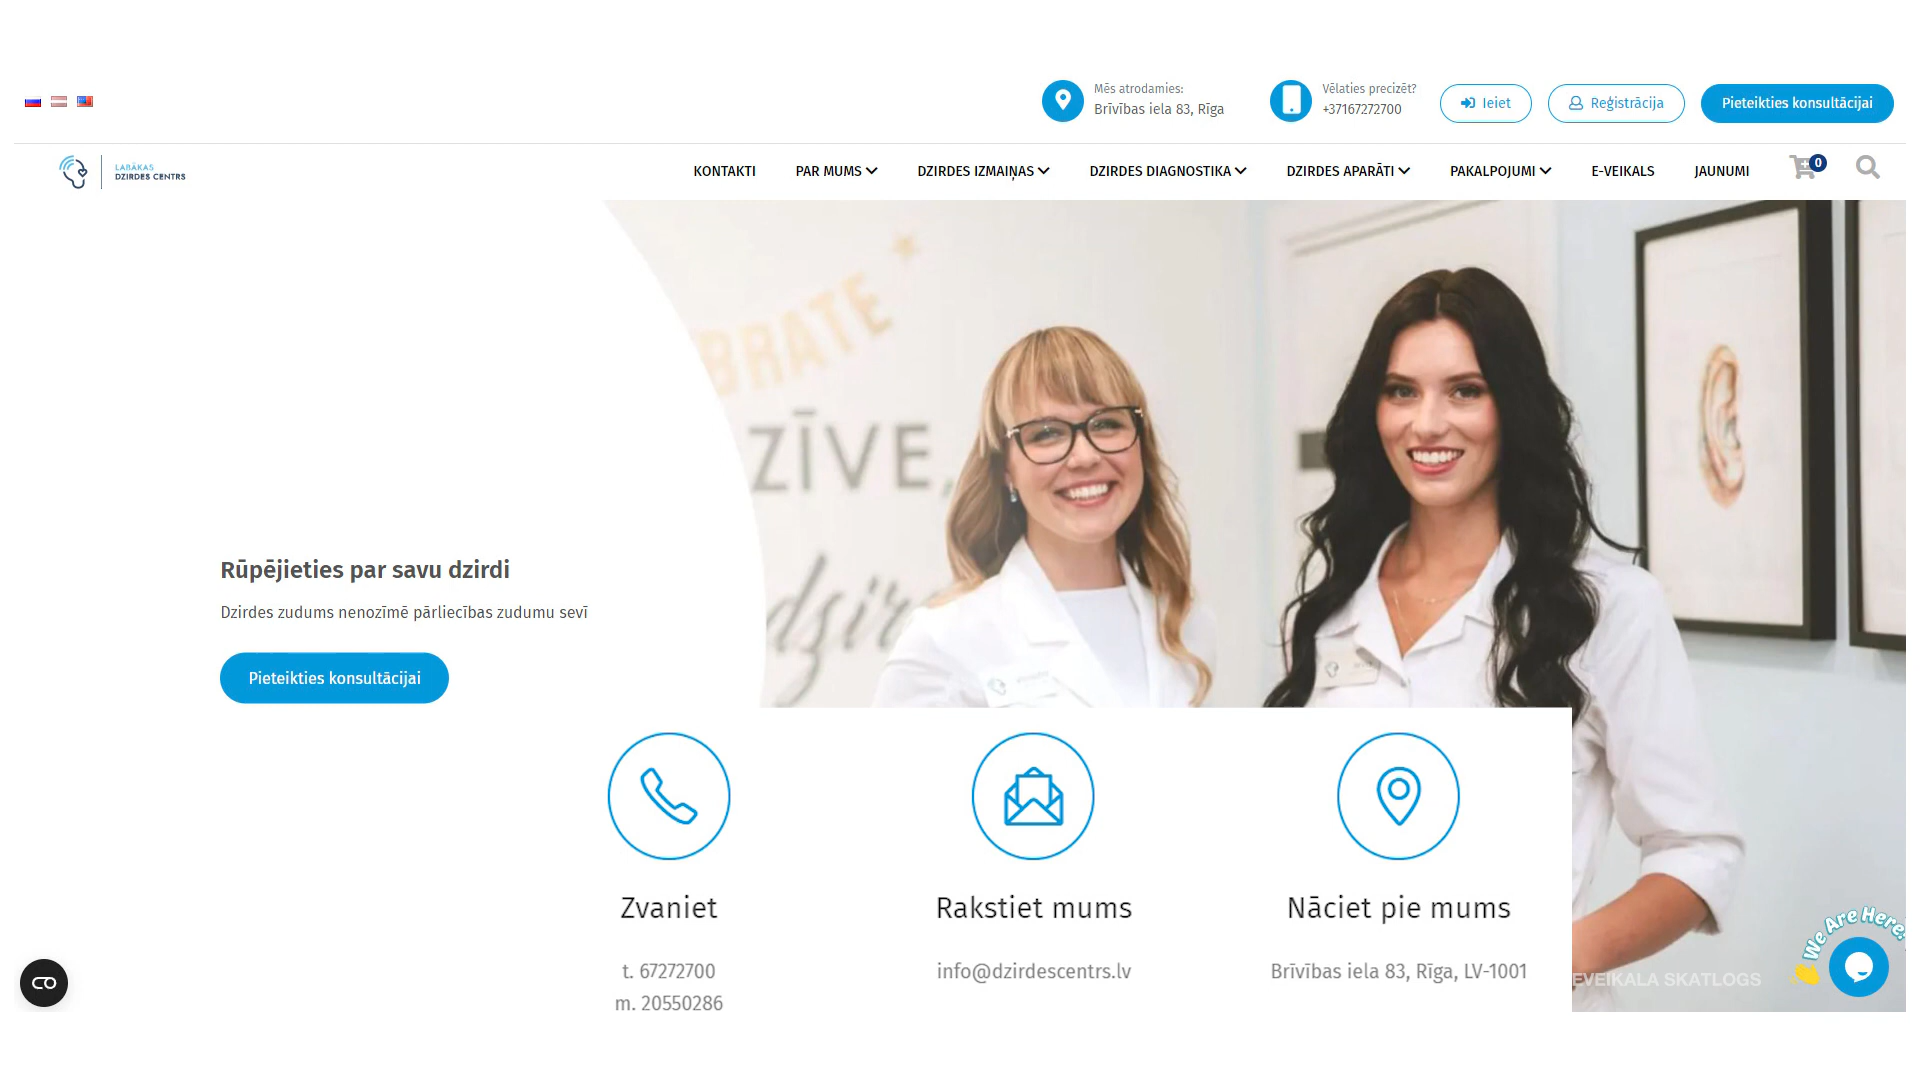 Mēs atrodamies:
Brīvības iela 83, Rīga
Vēlaties precizēt?
+37167272700
Ieiet
Reģistrācija
Pieteikties konsultācijai
LABĀKAS
DZIRDES CENTRS
KONTAKTI
PAR MUMS
DZIRDES IZMAIŅAS
DZIRDES DIAGNOSTIKA
DZIRDES APARĀTI
PAKALPOJUMI
E-VEIKALS
JAUNUMI
0
BRATE
ZĪVE,
dzir
Rūpējieties par savu dzirdi
Dzirdes zudums nenozīmē pārliecības zudumu sevī
Pieteikties konsultācijai
Zvaniet
t. 67272700
m. 20550286
Rakstiet mums
info@dzirdescentrs.lv
Nāciet pie mums
Brīvības iela 83, Rīga, LV-1001
EVEIKALA SKATLOGS
We Are Here!